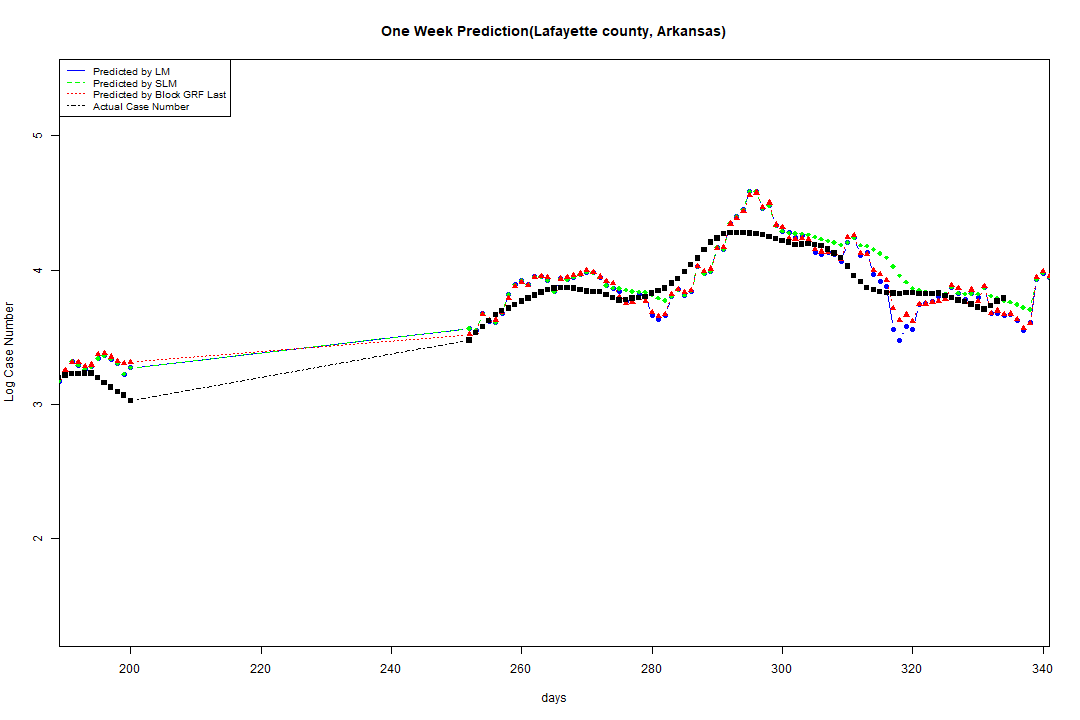 One Week Prediction(Lafayette county, Arkansas)
Predicted by LM
Predicted by SLM
Predicted by Block GRF Last
Actual Case Number
5
4
3
2
Log Case Number
200 220 240 260 280 300 320 340
days